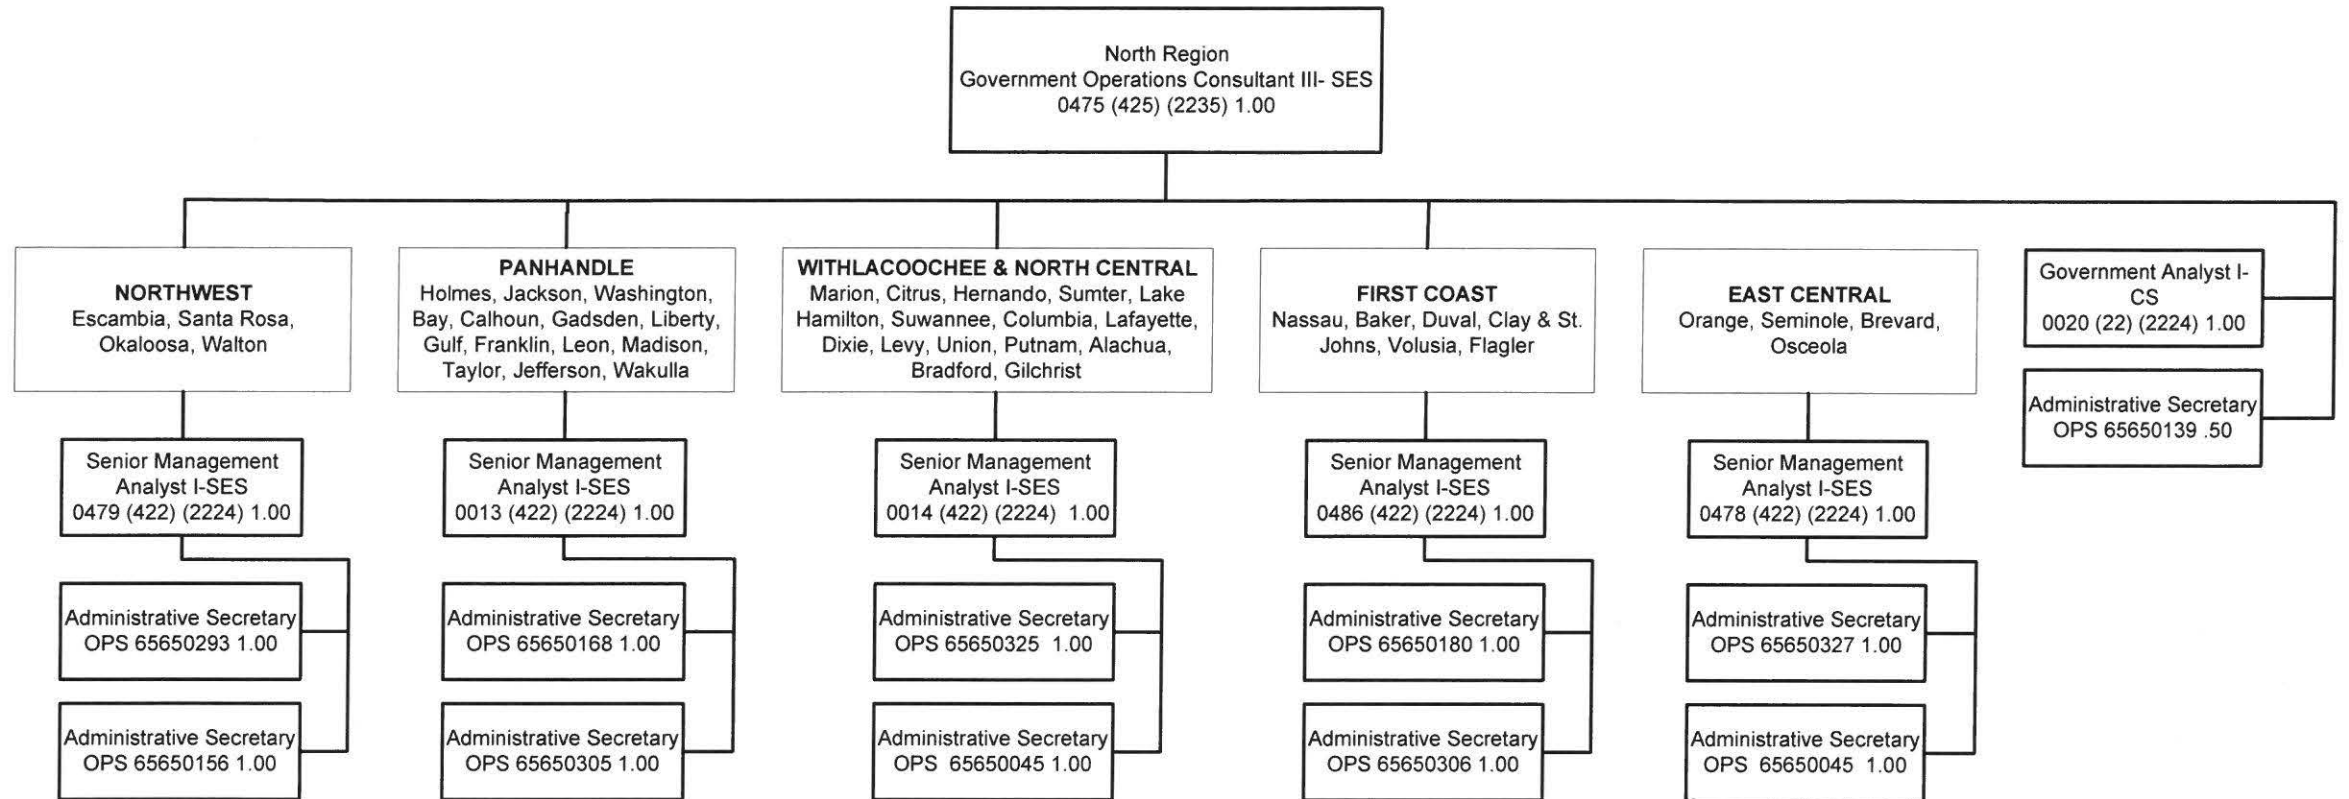 North Region
Government Operations Consultant III- SES
0475 (425) (2235) 1.00
NORTHWEST
Escambia, Santa Rosa,
Okaloosa, Walton
PANHANDLE
Holmes, Jackson, Washington,
Bay, Calhoun, Gadsden, Liberty,
Gulf, Franklin, Leon, Madison,
Taylor, Jefferson, Wakulla
WITHLACOOCHEE & NORTH CENTRAL
Marion, Citrus, Hernando, Sumter, Lake
Hamilton, Suwannee, Columbia, Lafayette,
Dixie, Levy, Union, Putnam, Alachua,
Bradford, Gilchrist
FIRST COAST
Nassau, Baker, Duval, Clay & St.
Johns, Volusia, Flagler
EAST CENTRAL
Orange, Seminole, Brevard,
Osceola
Government Analyst I-
CS
0020 (22) (2224) 1.00
Administrative Secretary
OPS 65650139 .50
Senior Management
Analyst I-SES
0479 (422) (2224) 1.00
Senior Management
Analyst I-SES
0013 (422) (2224) 1.00
Senior Management
Analyst I-SES
0014 (422) (2224) 1.00
Senior Management
Analyst I-SES
0486 (422) (2224) 1.00
Senior Management
Analyst I-SES
0478 (422) (2224) 1.00
Administrative Secretary
OPS 65650293 1.00
Administrative Secretary
OPS 65650168 1.00
Administrative Secretary
OPS 65650325 1.00
Administrative Secretary
OPS 65650180 1.00
Administrative Secretary
OPS 65650327 1.00
Administrative Secretary
OPS 65650156 1.00
Administrative Secretary
OPS 65650305 1.00
Administrative Secretary
OPS 65650045 1.00
Administrative Secretary
OPS 65650306 1.00
Administrative Secretary
OPS 65650045 1.00